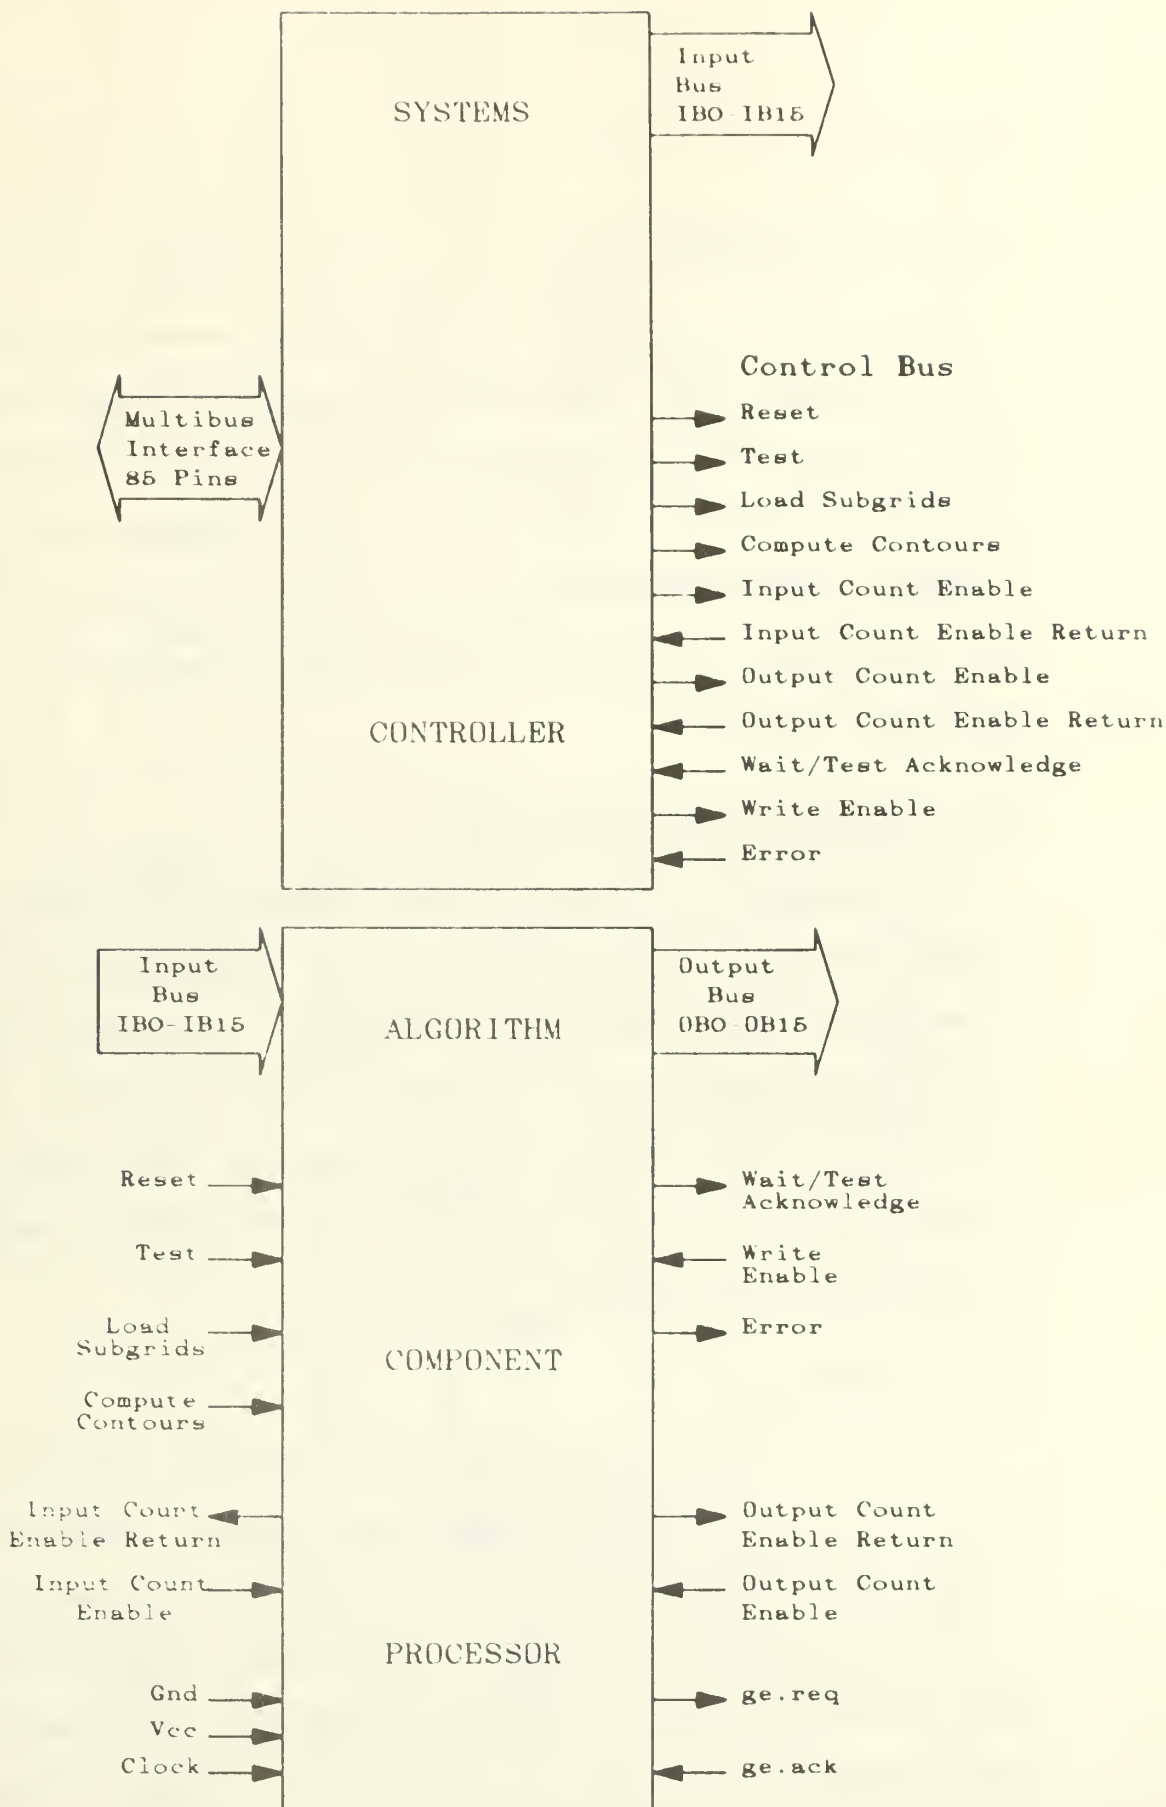 SYSTEMS
Input
Bus
IB0-IB15
Multibus
Interface
85 Pins
Control Bus
Reset
Test
Load Subgrids
Compute Contours
Input Count Enable
Input Count Enable Return
Output Count Enable
CONTROLLER
Output Count Enable Return
Wait/Test Acknowledge
Write Enable
Error
Input
Bus
IB0-IB15
ALGORITHM
Output
Bus
OB0-OB15
Reset
Test
Load
Subgrids
Compute
Contours
Input Count
Enable Return
Input Count
Enable
Gnd
Vcc
Clock
COMPONENT
PROCESSOR
Wait/Test
Acknowledge
Write
Enable
Error
Output Count
Enable Return
Output Count
Enable
ge.req
ge.ack